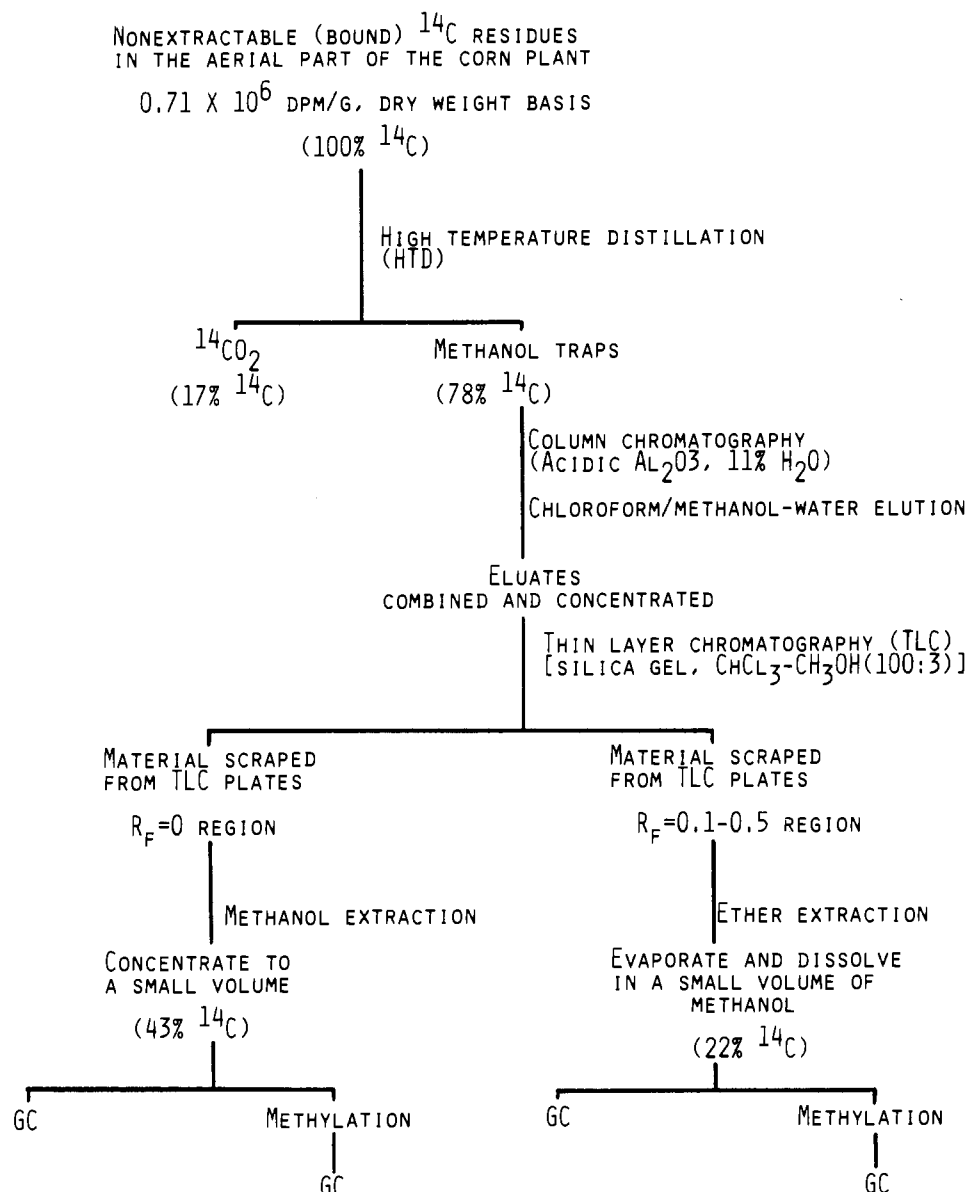 NONEXTRACTABLE (BOUND) ¹⁴C RESIDUES
IN THE AERIAL PART OF THE CORN PLANT
0.71 X 10⁶ DPM/G, DRY WEIGHT BASIS
(100% ¹⁴C)
HIGH TEMPERATURE DISTILLATION
(HTD)
¹⁴CO₂
(17% ¹⁴C)
METHANOL TRAPS
(78% ¹⁴C)
COLUMN CHROMATOGRAPHY
(ACIDIC AL₂O3, 11% H₂O)
CHLOROFORM/METHANOL-WATER ELUTION
ELUATES
COMBINED AND CONCENTRATED
THIN LAYER CHROMATOGRAPHY (TLC)
[SILICA GEL, CHCL₃-CH₃OH(100:3)]
MATERIAL SCRAPED
FROM TLC PLATES
R_F=0 REGION
METHANOL EXTRACTION
CONCENTRATE TO
A SMALL VOLUME
(43% ¹⁴C)
GC
METHYLATION
GC
MATERIAL SCRAPED
FROM TLC PLATES
R_F=0.1-0.5 REGION
ETHER EXTRACTION
EVAPORATE AND DISSOLVE
IN A SMALL VOLUME OF
METHANOL
(22% ¹⁴C)
GC
METHYLATION
GC